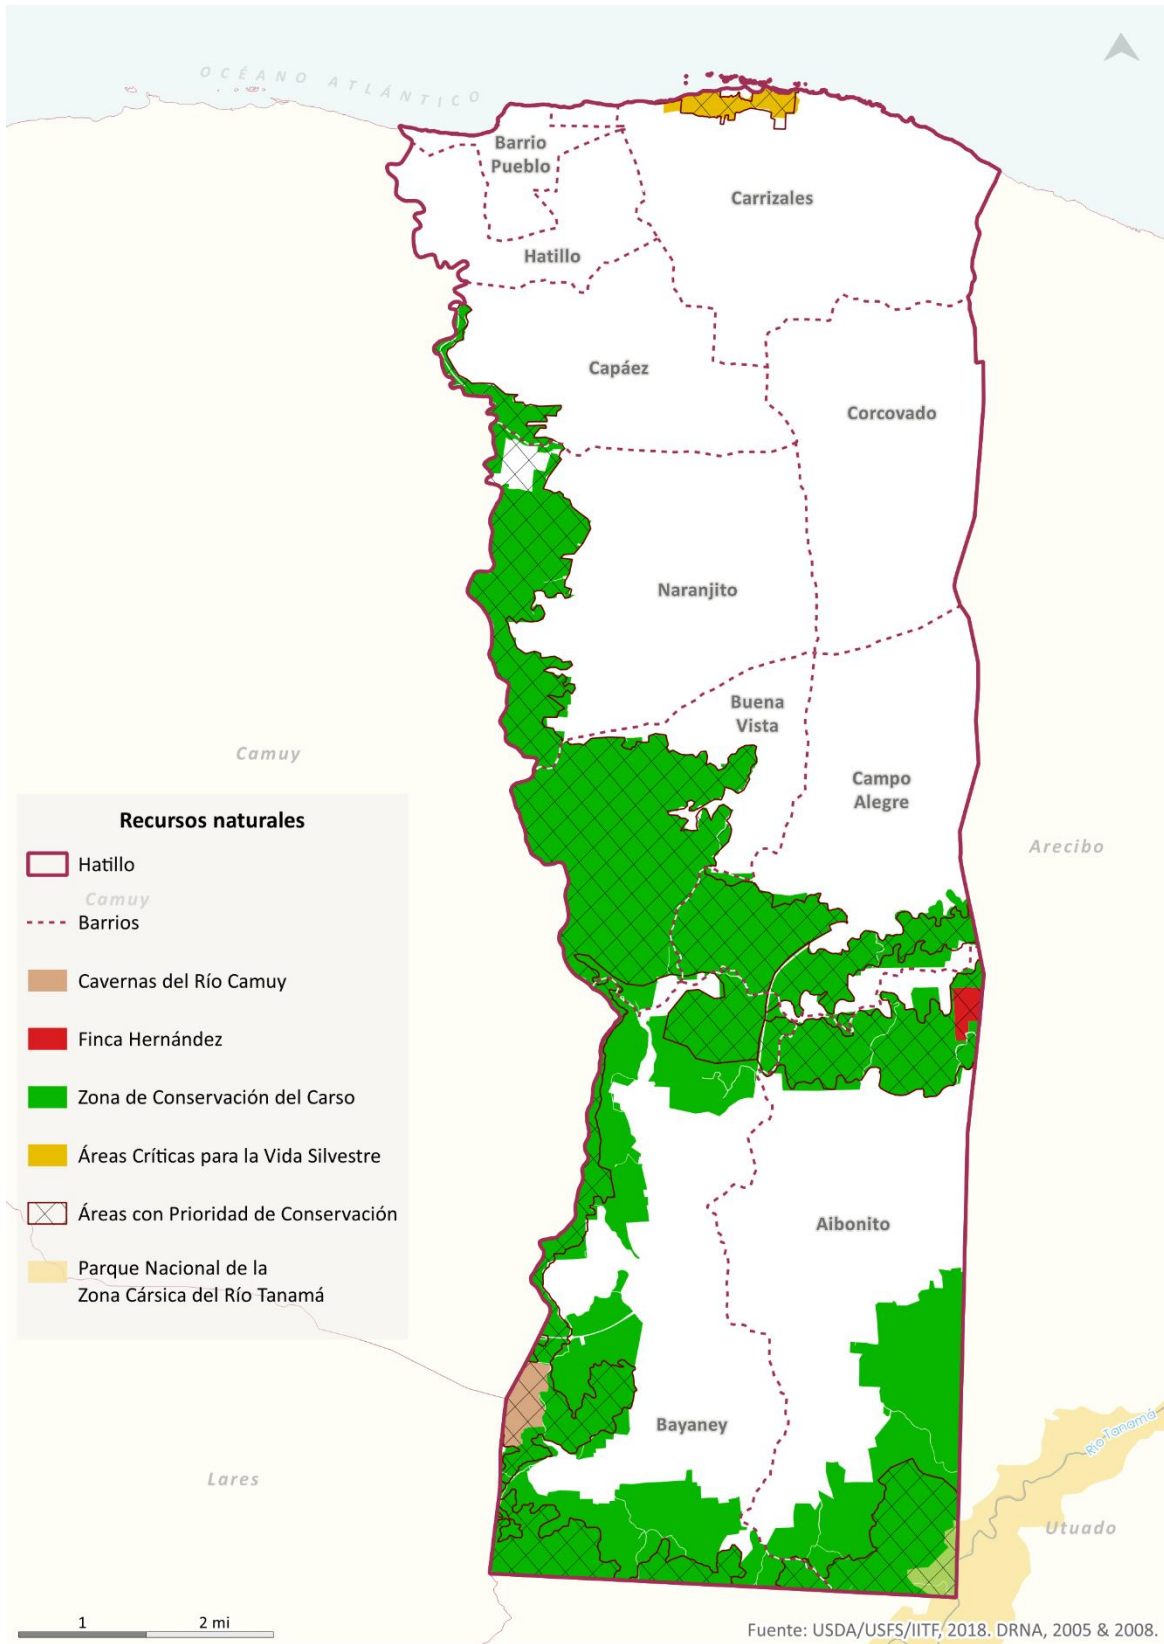 OCÉANO ATLÁNTICO
Barrio
Pueblo
Carrizales
Hatillo
Capáez
Corcovado
Naranjito
Buena
Vista
Camuy
Campo
Alegre
Arecibo
Recursos naturales
Hatillo
Camuy
Barrios
Cavernas del Río Camuy
Finca Hernández
Zona de Conservación del Carso
Áreas Críticas para la Vida Silvestre
Áreas con Prioridad de Conservación
Parque Nacional de la
Zona Cársica del Río Tanamá
Aibonito
Bayaney
Río Tanamá
Lares
Utuado
1 2 mi
Fuente: USDA/USFS/IITF, 2018. DRNA, 2005 & 2008.